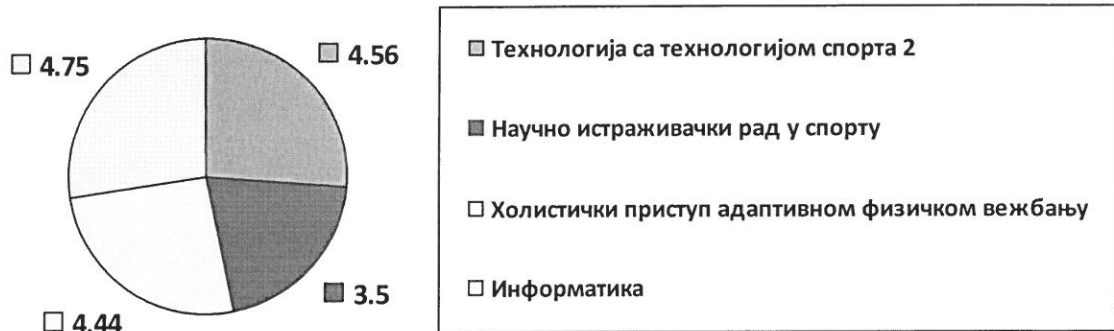 4.75
4.56
3.5
4.44
Технологија са технологијом спорта 2
Научно истраживачки рад у спорту
Холистички приступ адаптивном физичком вежбању
Информатика